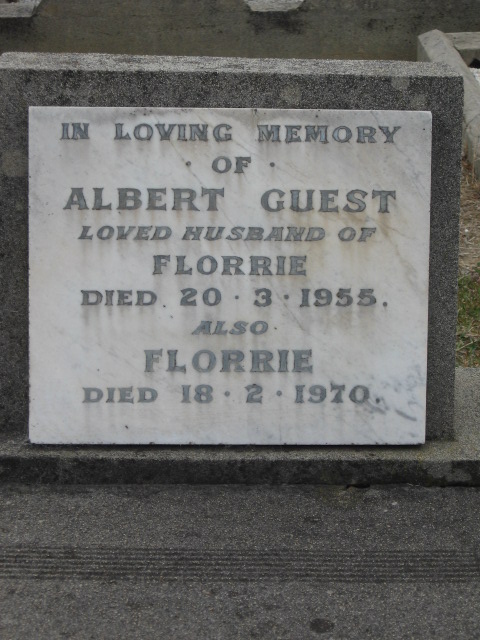 IN LOVING MEMORY
· OF ·
ALBERT GUEST
LOVED HUSBAND OF
FLORRIE
DIED. 20 · 3 · 1955.
ALSO
FLORRIE
DIED 18 · 2 · 1970.